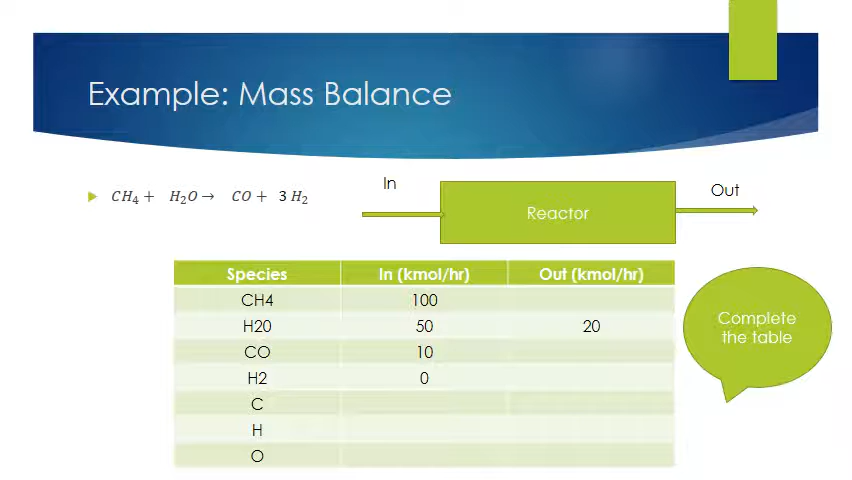 Example: Mass Balance
CH₄ + H₂O → CO + 3 H₂
In
Reactor
Out
Species In (kmol/hr) Out (kmol/hr)
CH4 100
H20 50 20
CO 10
H2 0
C
H
O
Complete
the table